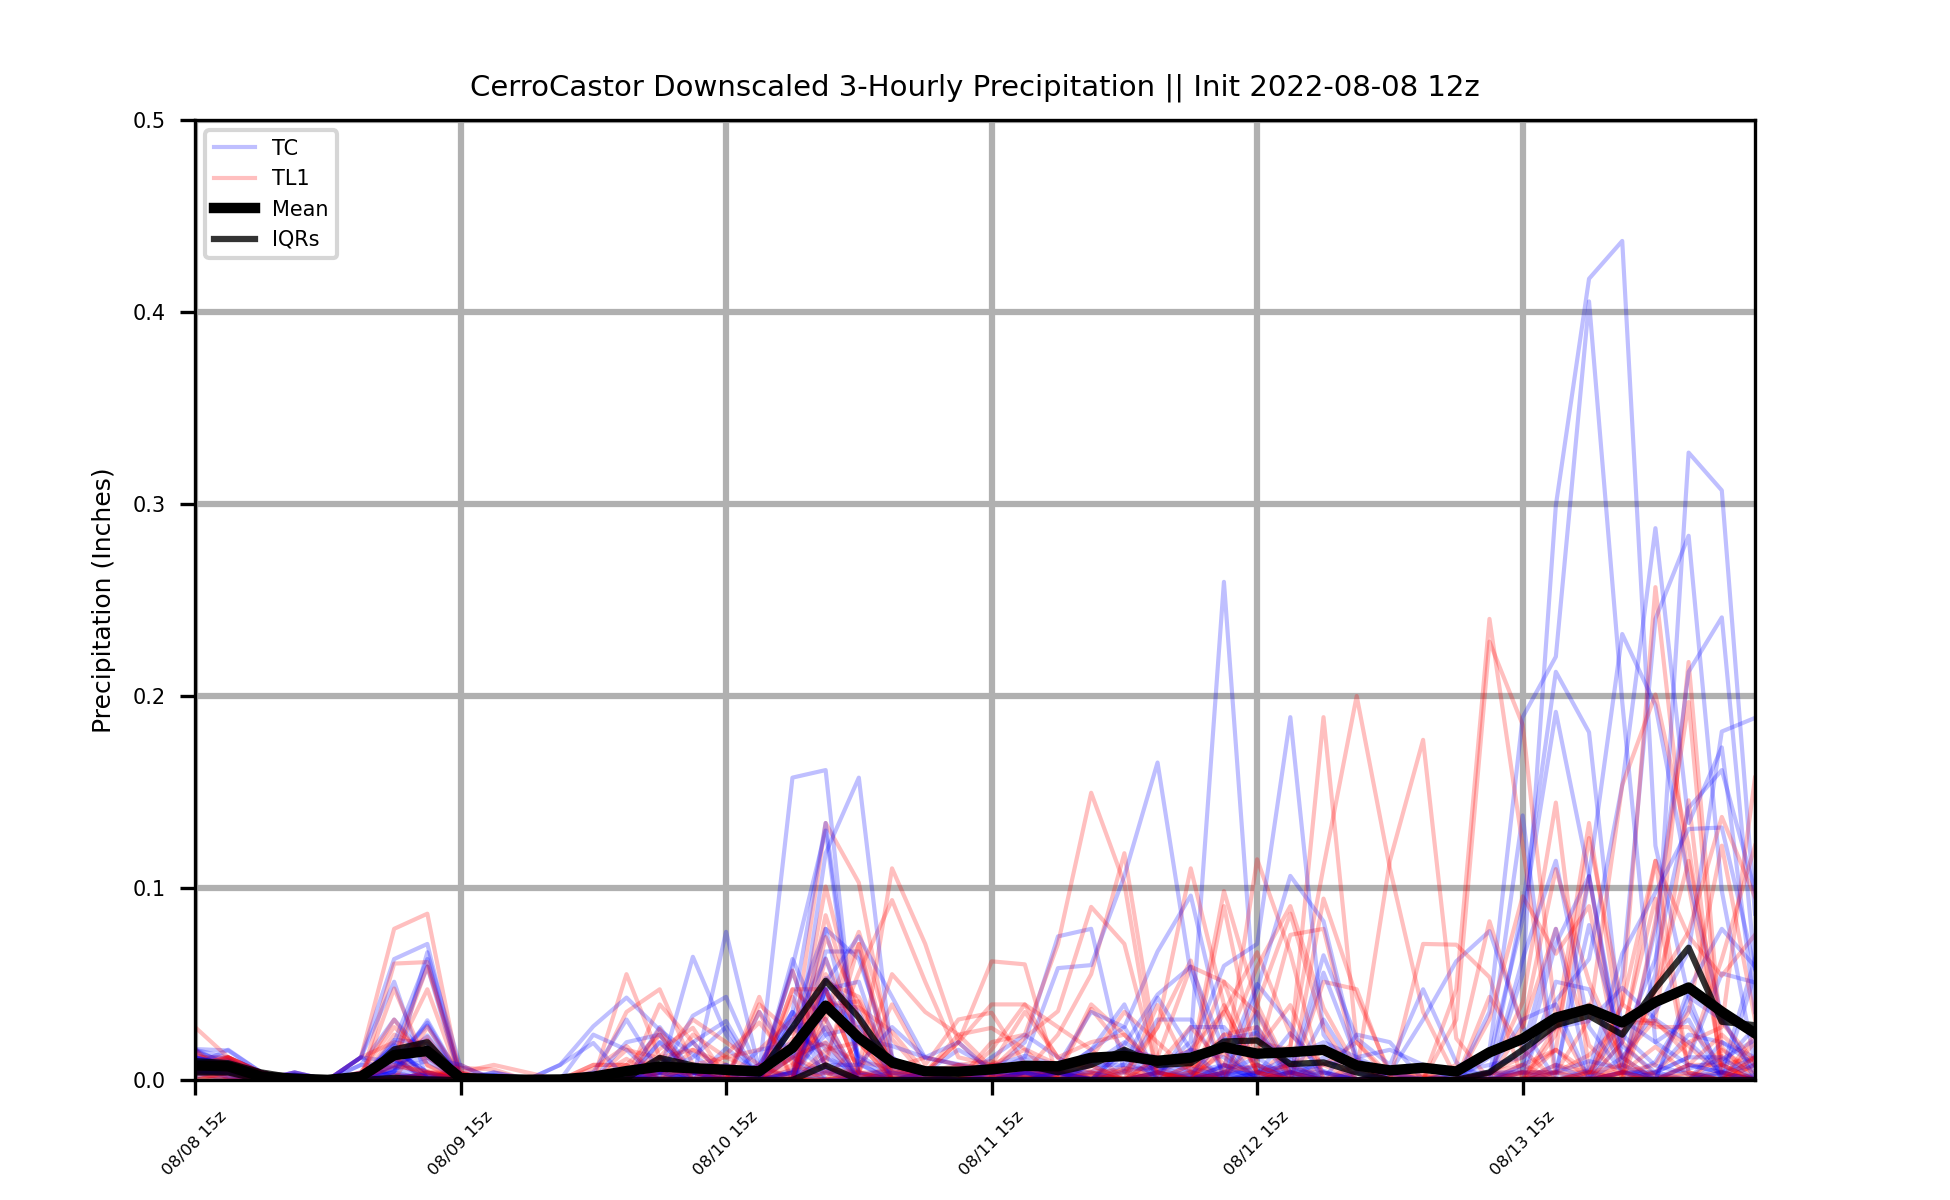 CerroCastor Downscaled 3-Hourly Precipitation || Init 2022-08-08 12z
0.5
TC
TL1
Mean
IQRs
0.4
0.3
Precipitation (Inches)
0.2
0.1
0.0
08/08 15z
08/09 15z
08/10 15z
08/11 15z
08/12 15z
08/13 15z